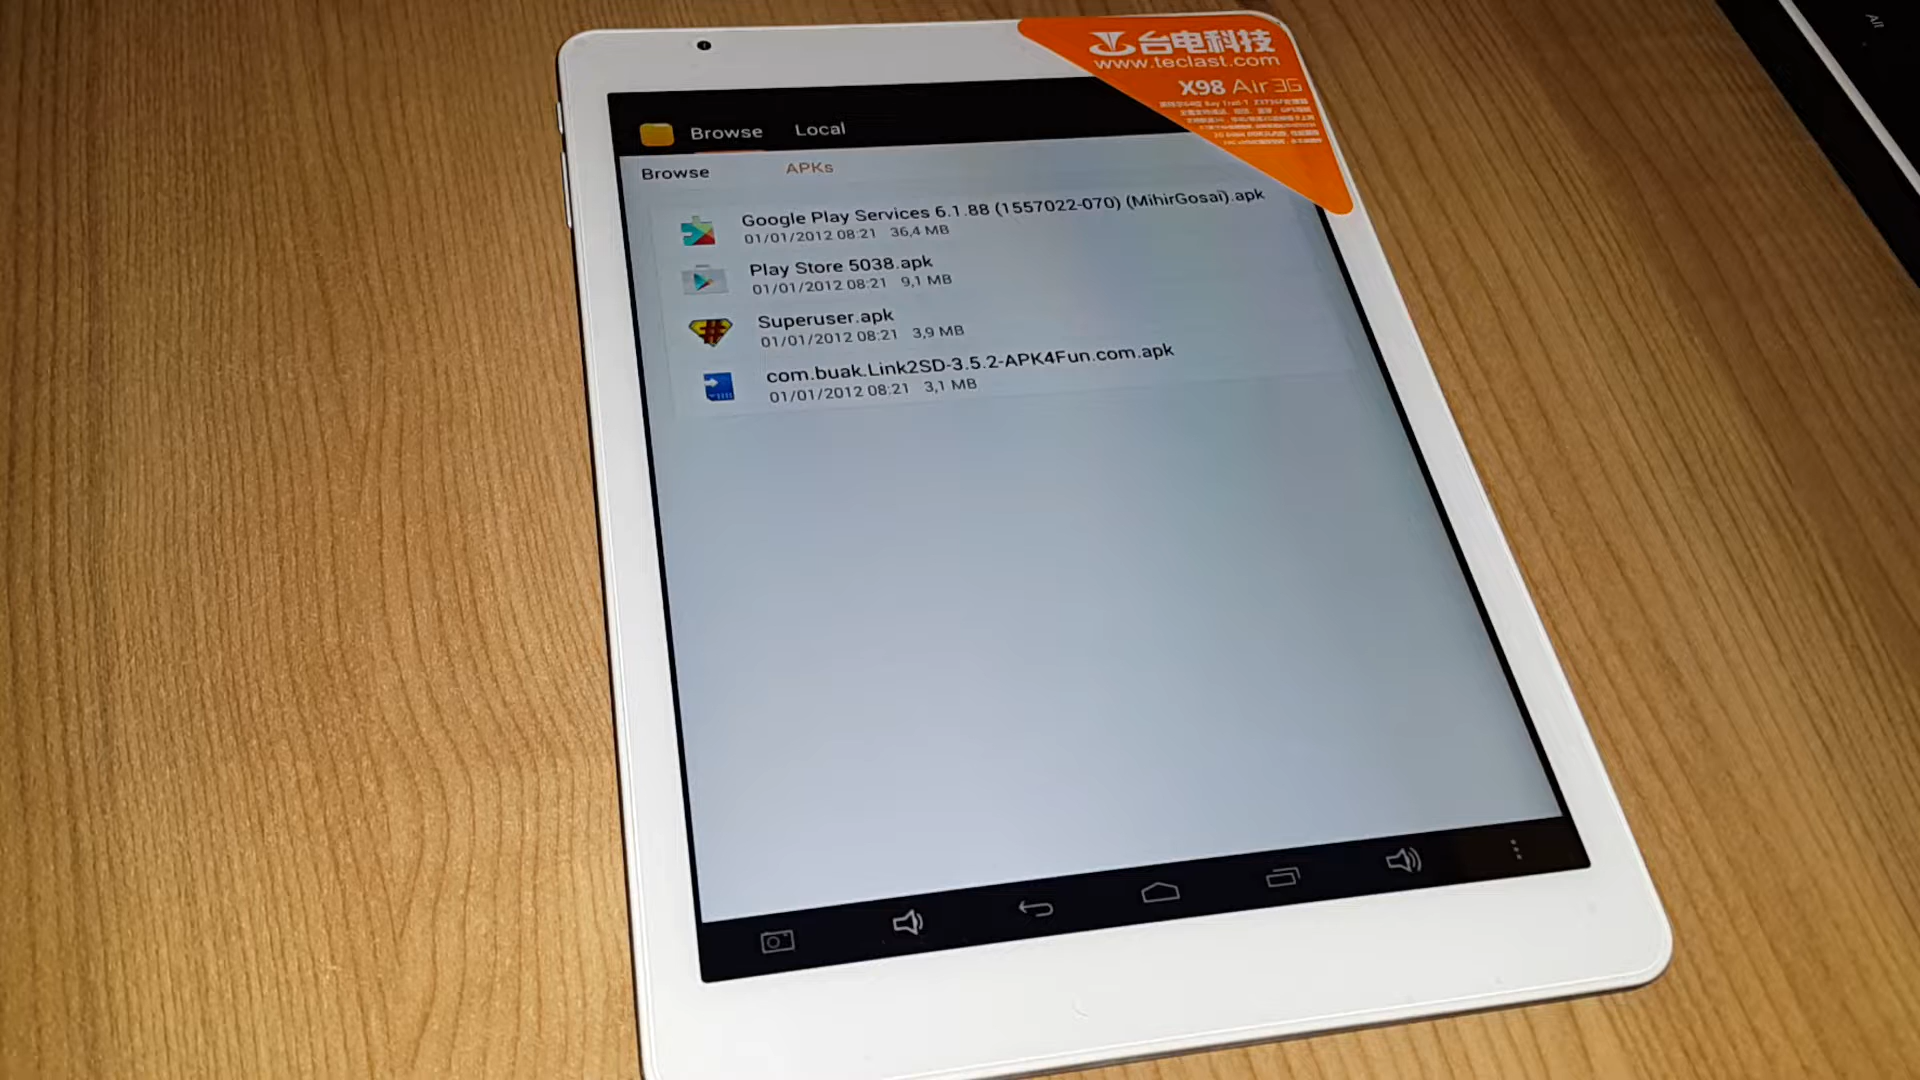 台电科技
www.teclast.com
X98 Air 3G
Browse Local
Browse APKs
Google Play Services 6.1.88 (1557022-070) (MihirGosai).apk
01/01/2012 08:21 36,4 MB
Play Store 5038.apk
01/01/2012 08:21 9,1 MB
Superuser.apk
01/01/2012 08:21 3,9 MB
com.buak.Link2SD-3.5.2-APK4Fun.com.apk
01/01/2012 08:21 3,1 MB